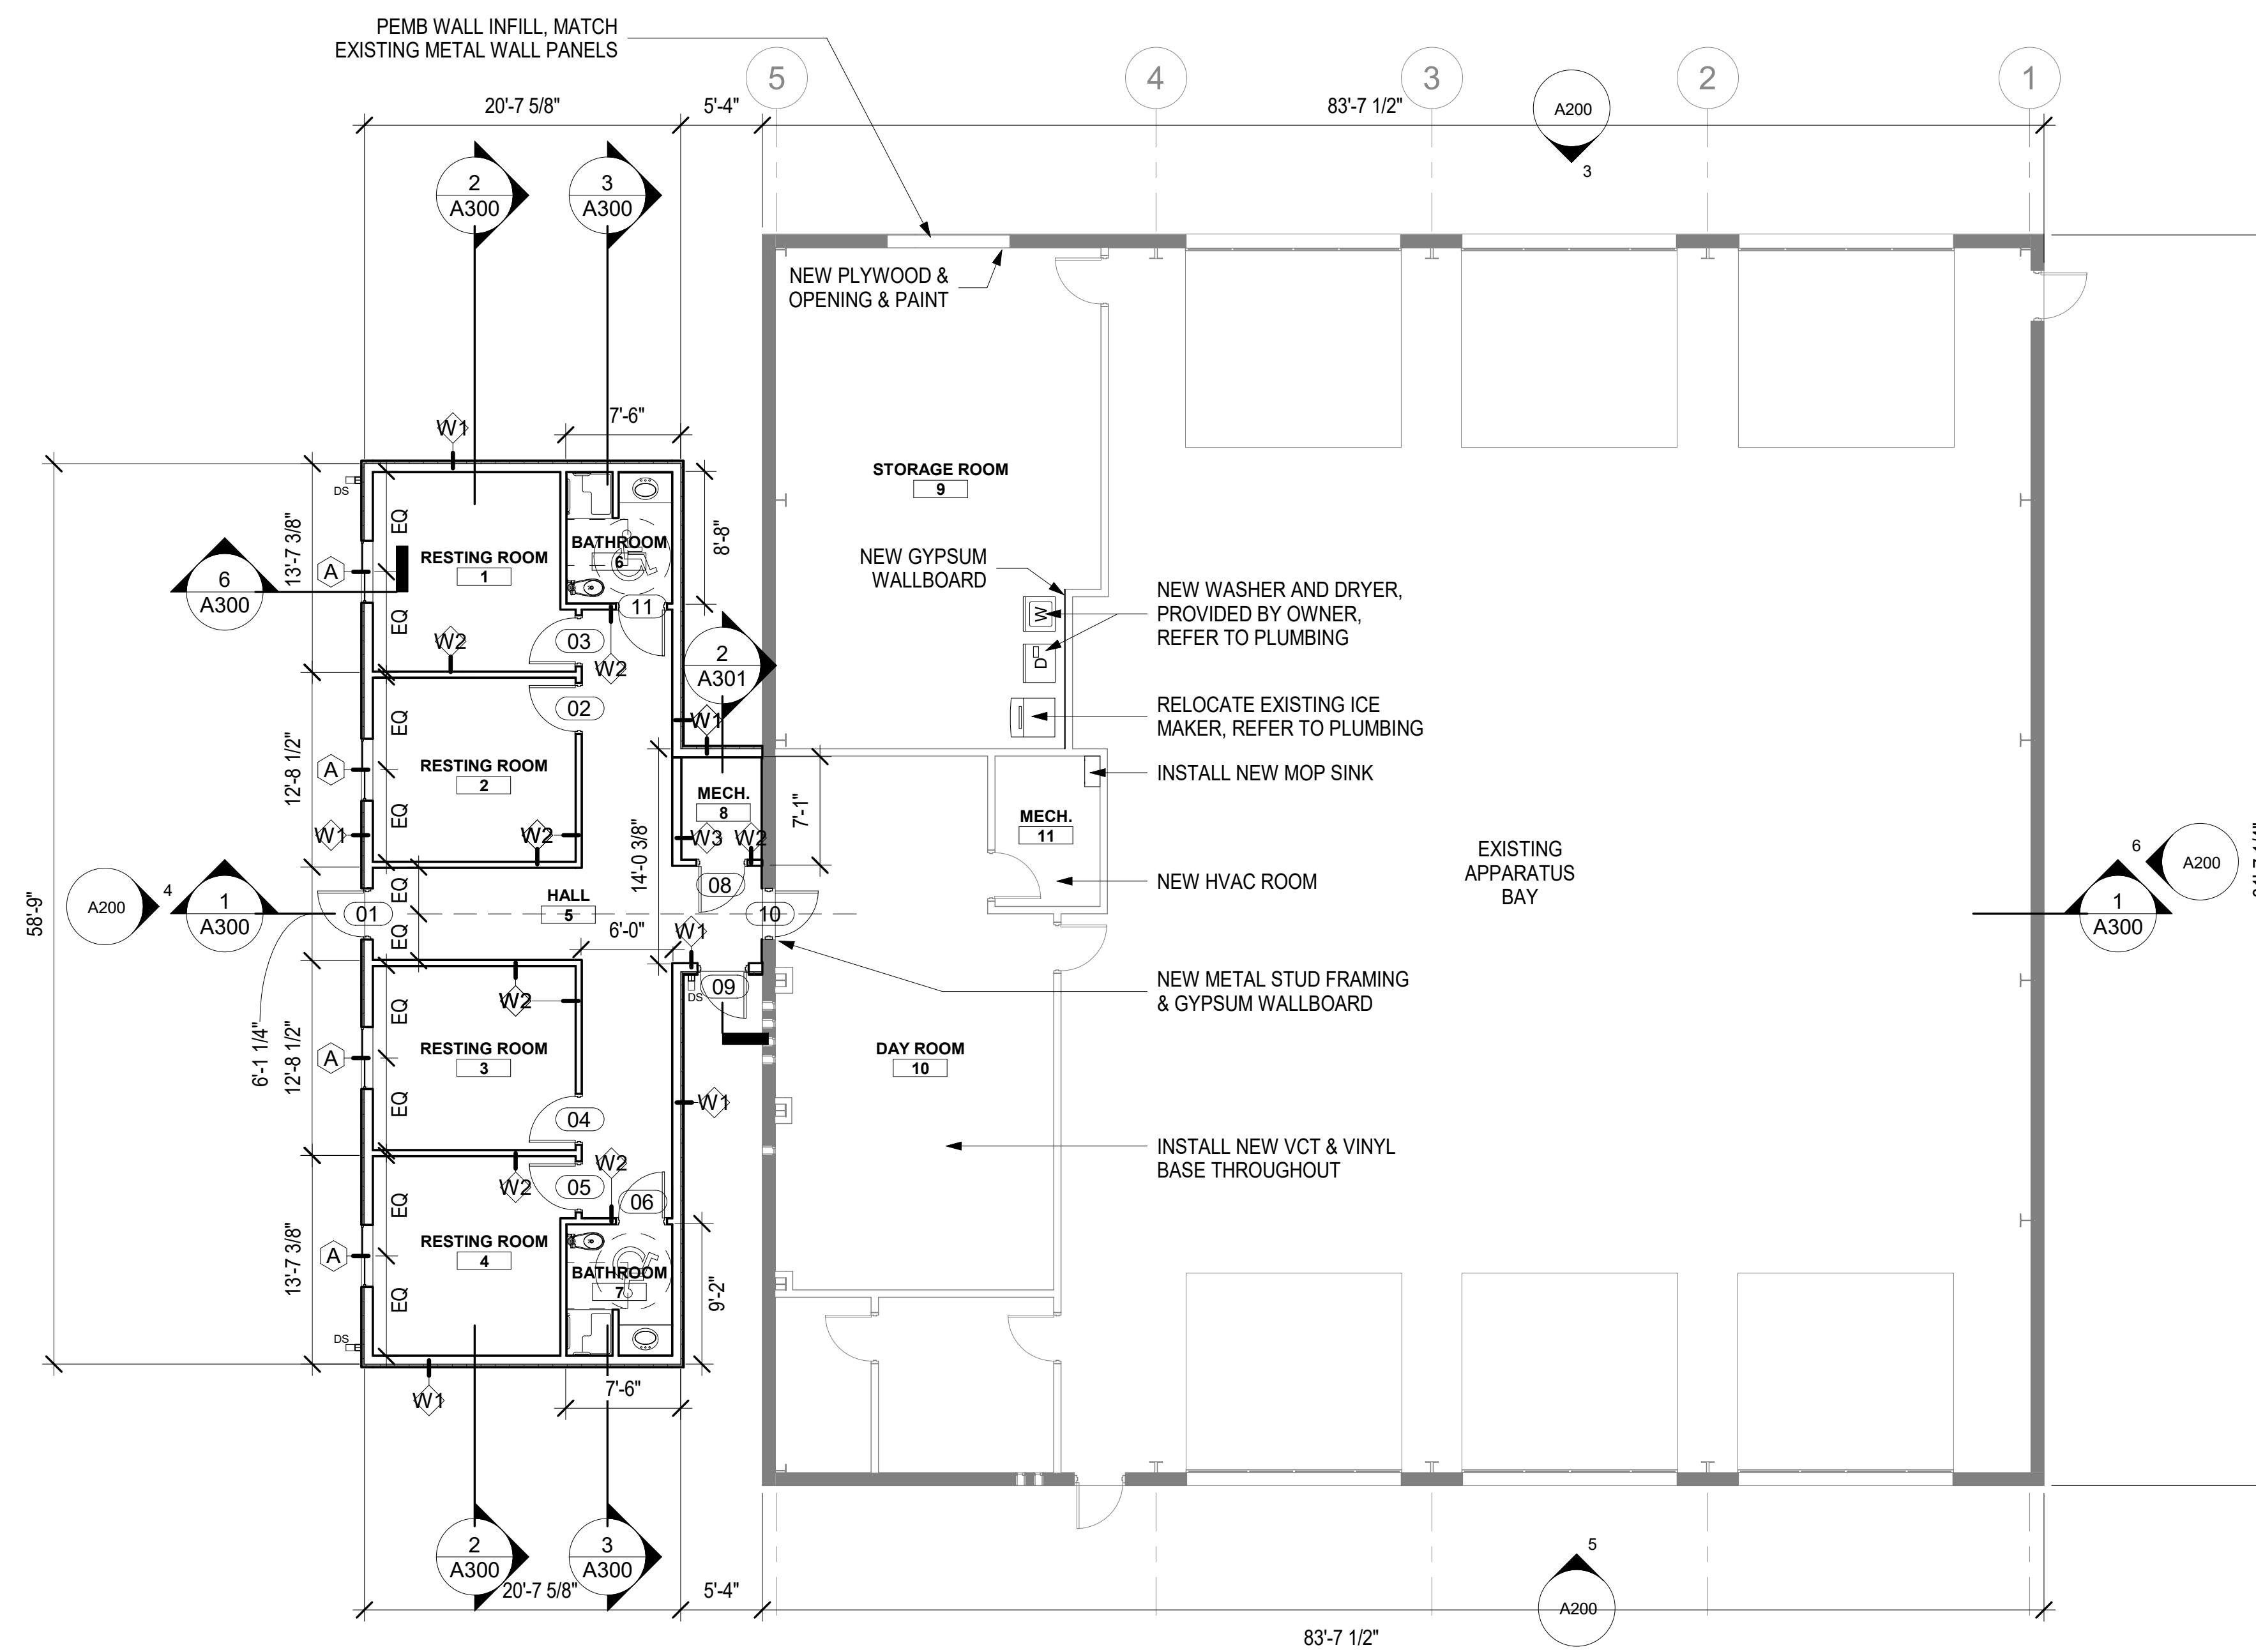 PEMB WALL INFILL, MATCH
EXISTING METAL WALL PANELS
5
4
3
2
1
20'-7 5/8"
5'-4"
83'-7 1/2"
A200
3
2
A300
3
A300
NEW PLYWOOD &
OPENING & PAINT
7'-6"
W1
DS
STORAGE ROOM
9
EQ
13'-7 3/8"
8'-8"
BATHROOM
6
RESTING ROOM
1
A
6
A300
NEW GYPSUM
WALLBOARD
NEW WASHER AND DRYER,
PROVIDED BY OWNER,
REFER TO PLUMBING
W
D
11
EQ
03
W2
W2
2
A301
02
EQ
W1
RELOCATE EXISTING ICE
MAKER, REFER TO PLUMBING
12'-8 1/2"
A
RESTING ROOM
2
INSTALL NEW MOP SINK
MECH.
8
7'-1"
MECH.
11
EQ
W1
W2
W3
W2
14'-0 3/8"
EXISTING
APPARATUS
BAY
6
A200
NEW HVAC ROOM
08
EQ
HALL
5
58'-9"
A200
4
1
A300
01
10
1
A300
EQ
6'-0"
W1
NEW METAL STUD FRAMING
& GYPSUM WALLBOARD
W2
DS
09
EQ
6'-1 1/4"
12'-8 1/2"
A
RESTING ROOM
3
DAY ROOM
10
EQ
W1
04
INSTALL NEW VCT & VINYL
BASE THROUGHOUT
W2
W2
05
06
EQ
RESTING ROOM
4
A
13'-7 3/8"
BATHROOM
7
9'-2"
EQ
DS
7'-6"
W1
2
A300
3
A300
20'-7 5/8"
5'-4"
5
A200
83'-7 1/2"